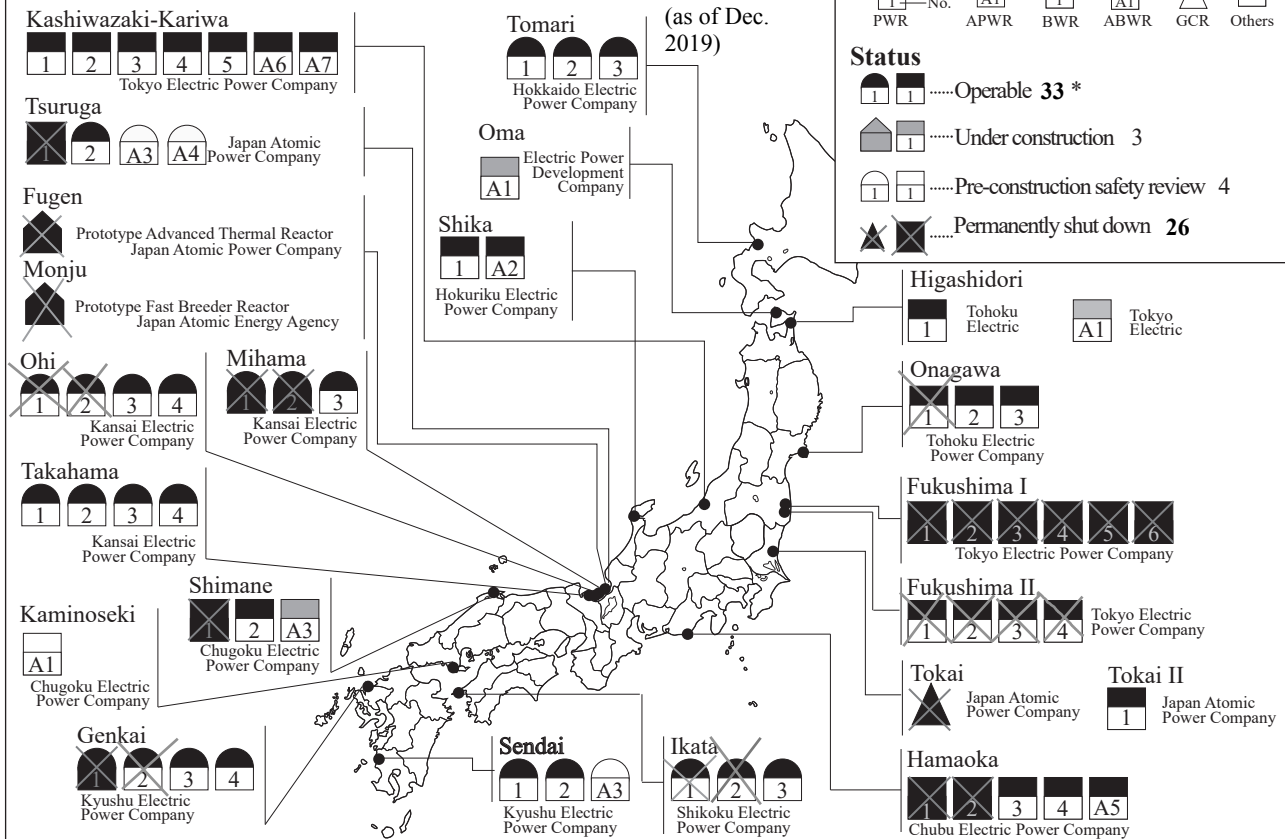 Kashiwazaki-Kariwa
1 2 3 4 5 A6 A7
Tokyo Electric Power Company
Tsuruga
1 2 A3 A4
Japan Atomic
Power Company
Fugen
Prototype Advanced Thermal Reactor
Japan Atomic Power Company
Monju
Prototype Fast Breeder Reactor
Japan Atomic Energy Agency
Ohi
1 2 3 4
Kansai Electric
Power Company
Mihama
1 2 3
Kansai Electric
Power Company
Takahama
1 2 3 4
Kansai Electric
Power Company
Shimane
1 2 A3
Chugoku Electric
Power Company
Kaminoseki
A1
Chugoku Electric
Power Company
Genkai
1 2 3 4
Kyushu Electric
Power Company
Tomari
1 2 3
Hokkaido Electric
Power Company
(as of Dec.
2019)
Oma
A1
Electric Power
Development
Company
Shika
1 A2
Hokuriku Electric
Power Company
Sendai
1 2 A3
Kyushu Electric
Power Company
Ikata
1 2 3
Shikoku Electric
Power Company
1 No. A1 1 A1
PWR APWR BWR ABWR GCR Others
Status
1 1 ......Operable 33 *
1 ......Under construction 3
1 1 ......Pre-construction safety review 4
......Permanently shut down 26
Higashidori
1
Tohoku
Electric
A1
Tokyo
Electric
Onagawa
1 2 3
Tohoku Electric
Power Company
Fukushima I
1 2 3 4 5 6
Tokyo Electric Power Company
Fukushima II
1 2 3 4
Tokyo Electric
Power Company
Tokai
Japan Atomic
Power Company
Tokai II
1
Japan Atomic
Power Company
Hamaoka
1 2 3 4 A5
Chubu Electric Power Company